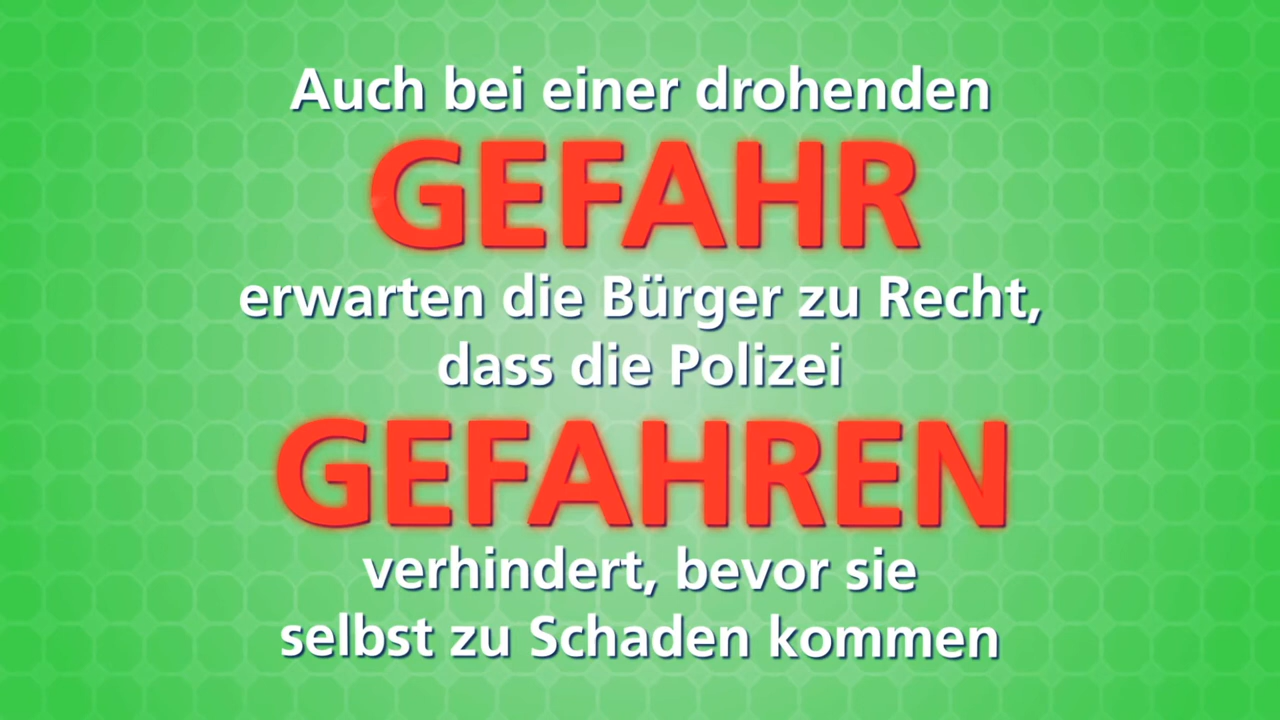 Auch bei einer drohenden
GEFAHR
erwarten die Bürger zu Recht,
dass die Polizei
GEFAHREN
verhindert, bevor sie
selbst zu Schaden kommen